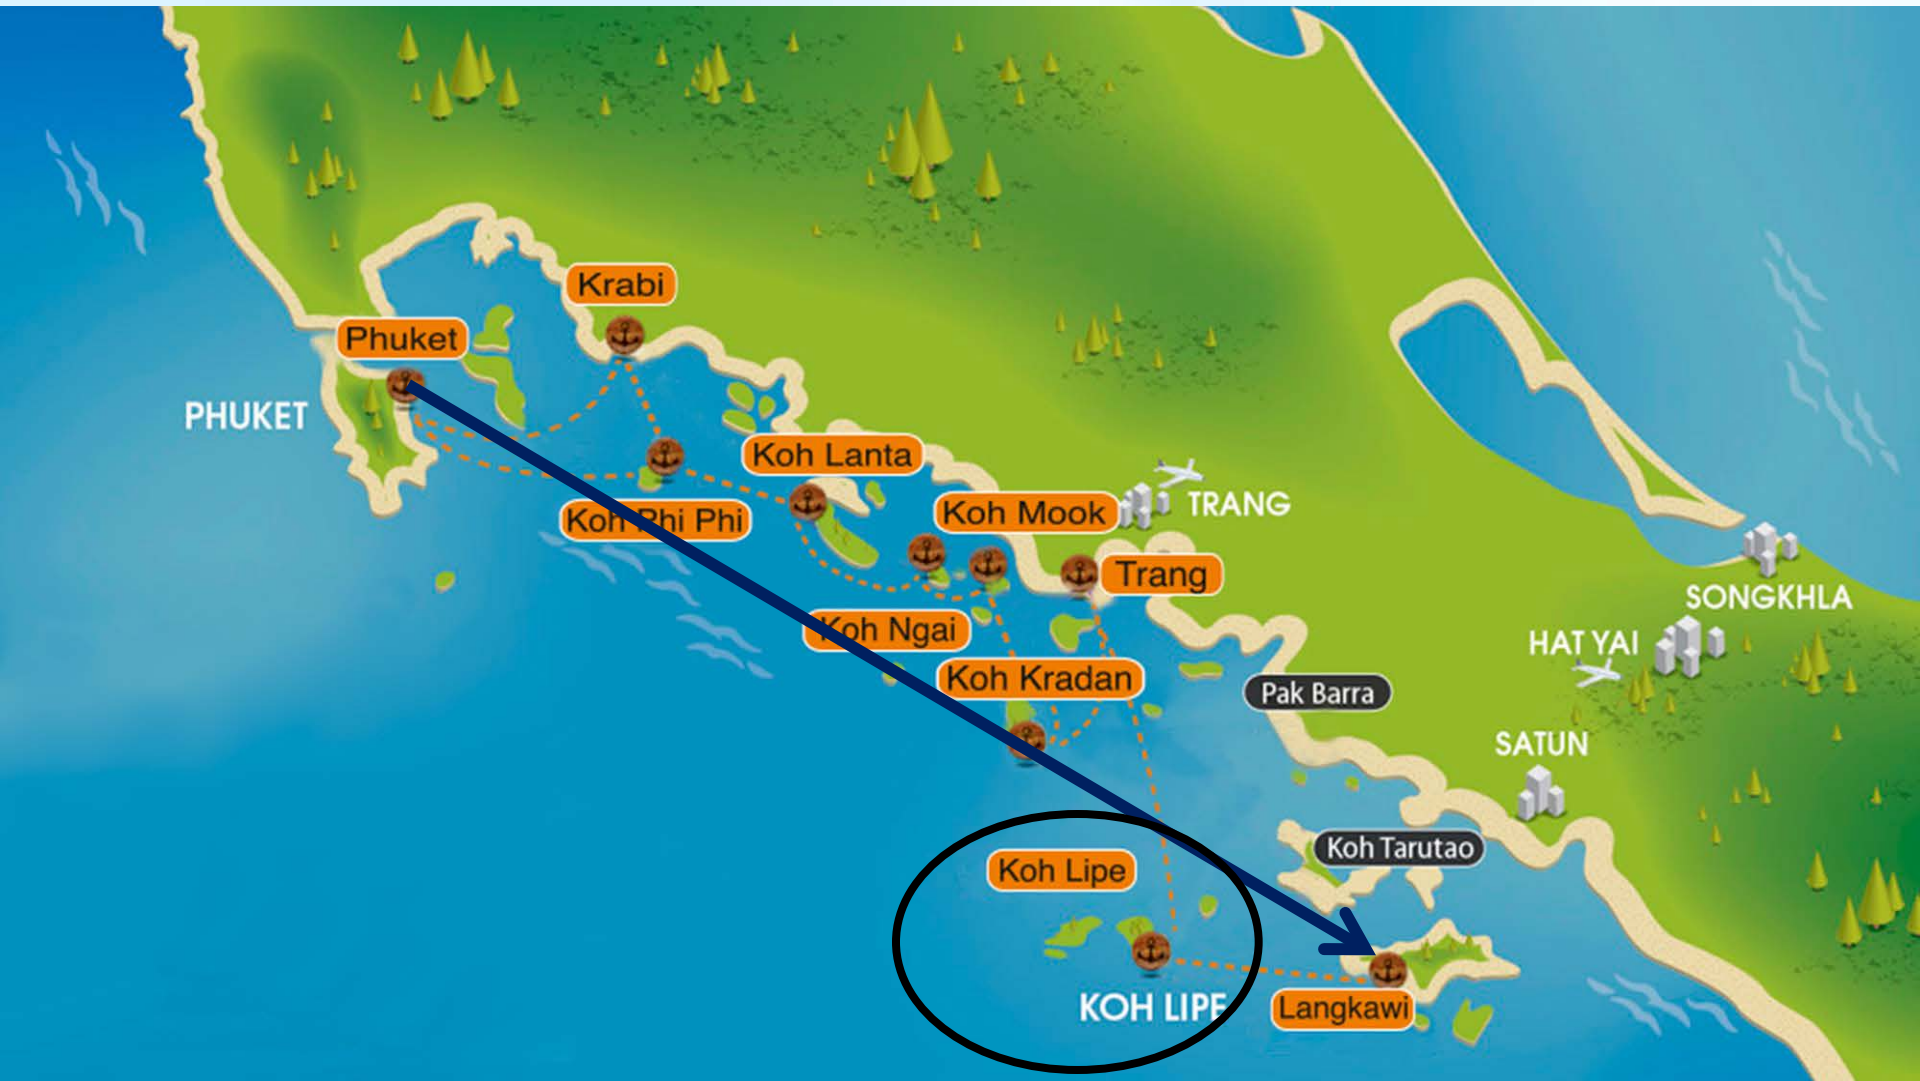 Krabi
Phuket
PHUKET
Koh Lanta
Koh Phi Phi
Koh Mook
TRANG
Trang
SONGKHLA
Koh Ngai
HAT YAI
Koh Kradan
Pak Barra
SATUN
Koh Tarutao
Koh Lipe
KOH LIPE
Langkawi